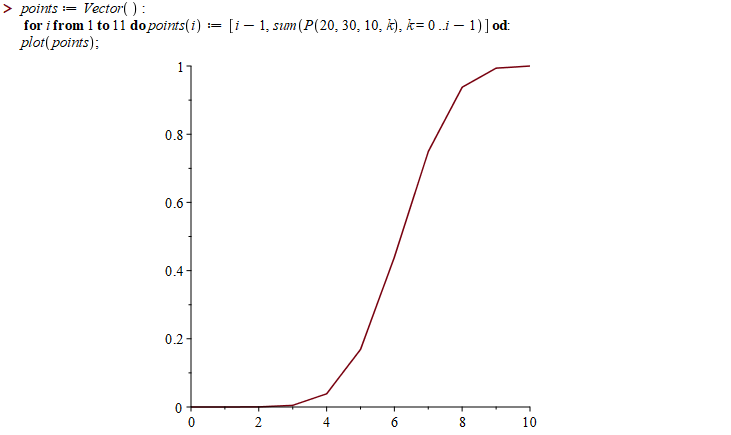 > points := Vector( ) :
for i from 1 to 11 do points(i) := [i − 1, sum(P(20, 30, 10, k), k = 0 ..i − 1)] od:
plot(points);
1
0.8
0.6
0.4
0.2
0
0 2 4 6 8 10